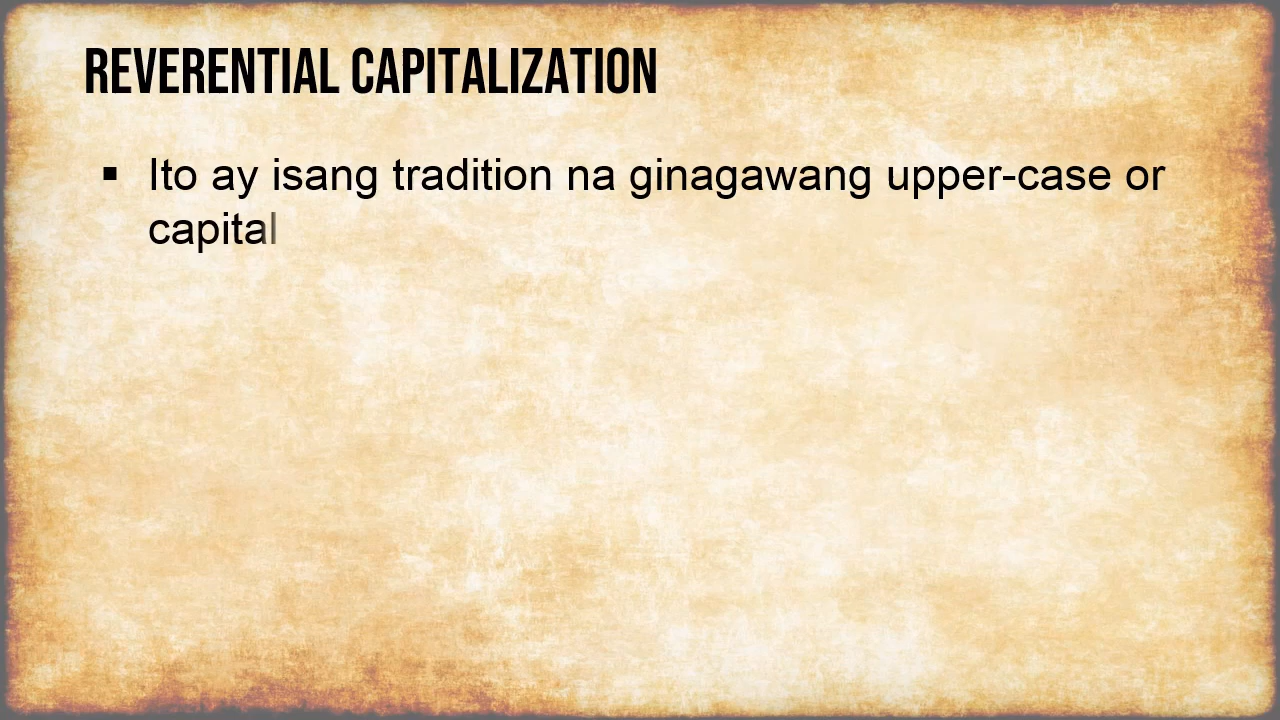 REVERENTIAL CAPITALIZATION
▪ Ito ay isang tradition na ginagawang upper-case or
capital